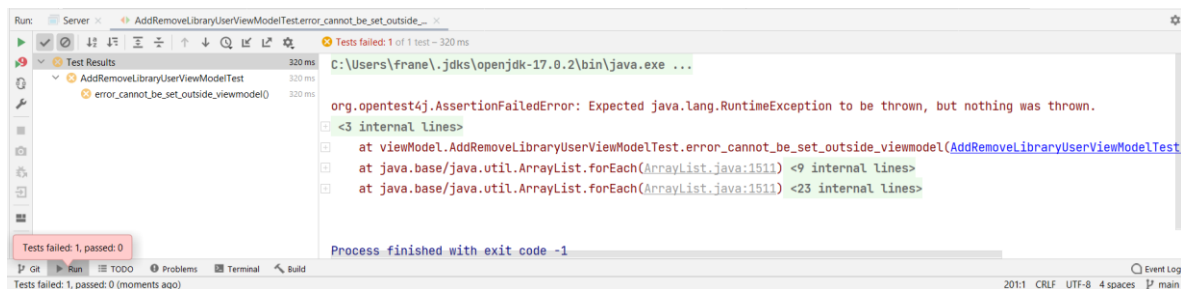 Run: Server × AddRemoveLibraryUserViewModelTest.error_cannot_be_set_outside_... ×
Tests failed: 1 of 1 test – 320 ms
Test Results 320 ms
AddRemoveLibraryUserViewModelTest 320 ms
error_cannot_be_set_outside_viewmodel() 320 ms
C:\Users\frane\.jdks\openjdk-17.0.2\bin\java.exe ...
org.opentest4j.AssertionFailedError: Expected java.lang.RuntimeException to be thrown, but nothing was thrown.
<3 internal lines>
at viewModel.AddRemoveLibraryUserViewModelTest.error_cannot_be_set_outside_viewmodel(AddRemoveLibraryUserViewModelTest
at java.base/java.util.ArrayList.forEach(ArrayList.java:1511) <9 internal lines>
at java.base/java.util.ArrayList.forEach(ArrayList.java:1511) <23 internal lines>
Process finished with exit code -1
Tests failed: 1, passed: 0
Git Run TODO Problems Terminal Build Event Log
Tests failed: 1, passed: 0 (moments ago) 201:1 CRLF UTF-8 4 spaces main